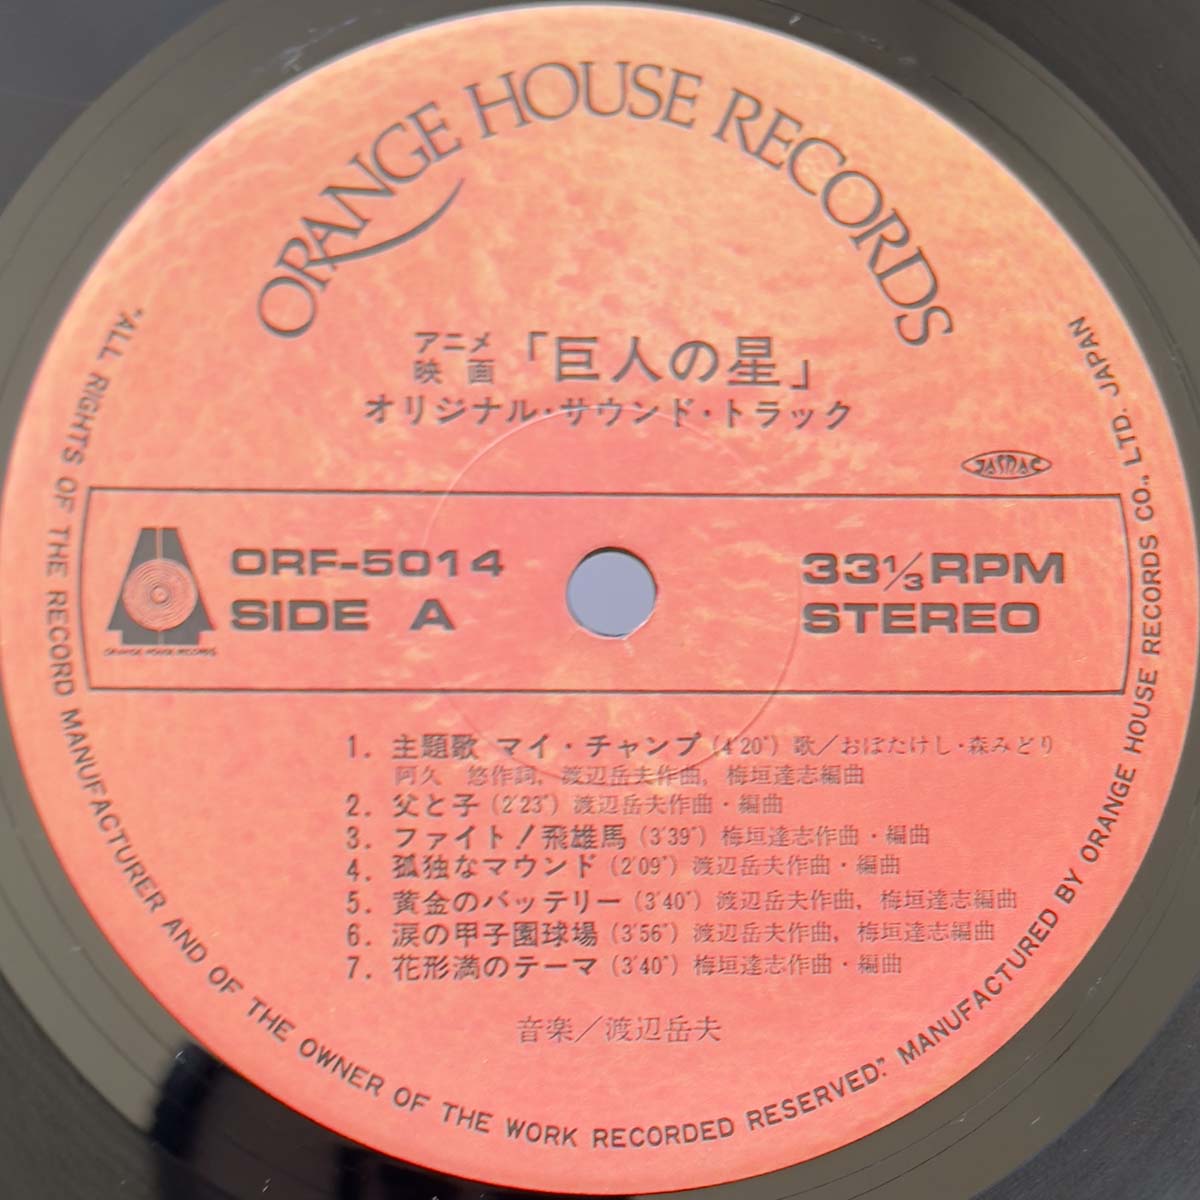 ORANGE HOUSE RECORDS
アニメ映画「巨人の星」
オリジナル・サウンド・トラック
JASRAC
ORF-5014
SIDE A
ORANGE HOUSE RECORDS
33 1/3 RPM
STEREO
1. 主題歌 マイ・チャンプ (4'20") 歌／おぼたけし・森みどり
阿久 悠作詞, 渡辺岳夫作曲, 梅垣達志編曲
2. 父と子 (2'23") 渡辺岳夫作曲・編曲
3. ファイト！飛雄馬 (3'39") 梅垣達志作曲・編曲
4. 孤独なマウンド (2'09") 渡辺岳夫作曲・編曲
5. 黄金のバッテリー (3'40") 渡辺岳夫作曲, 梅垣達志編曲
6. 涙の甲子園球場 (3'56") 渡辺岳夫作曲, 梅垣達志編曲
7. 花形満のテーマ (3'40") 梅垣達志作曲・編曲
音楽／渡辺岳夫
"ALL RIGHTS OF THE RECORD MANUFACTURER AND OF THE OWNER OF THE WORK RECORDED RESERVED." MANUFACTURED BY ORANGE HOUSE RECORDS CO., LTD. JAPAN